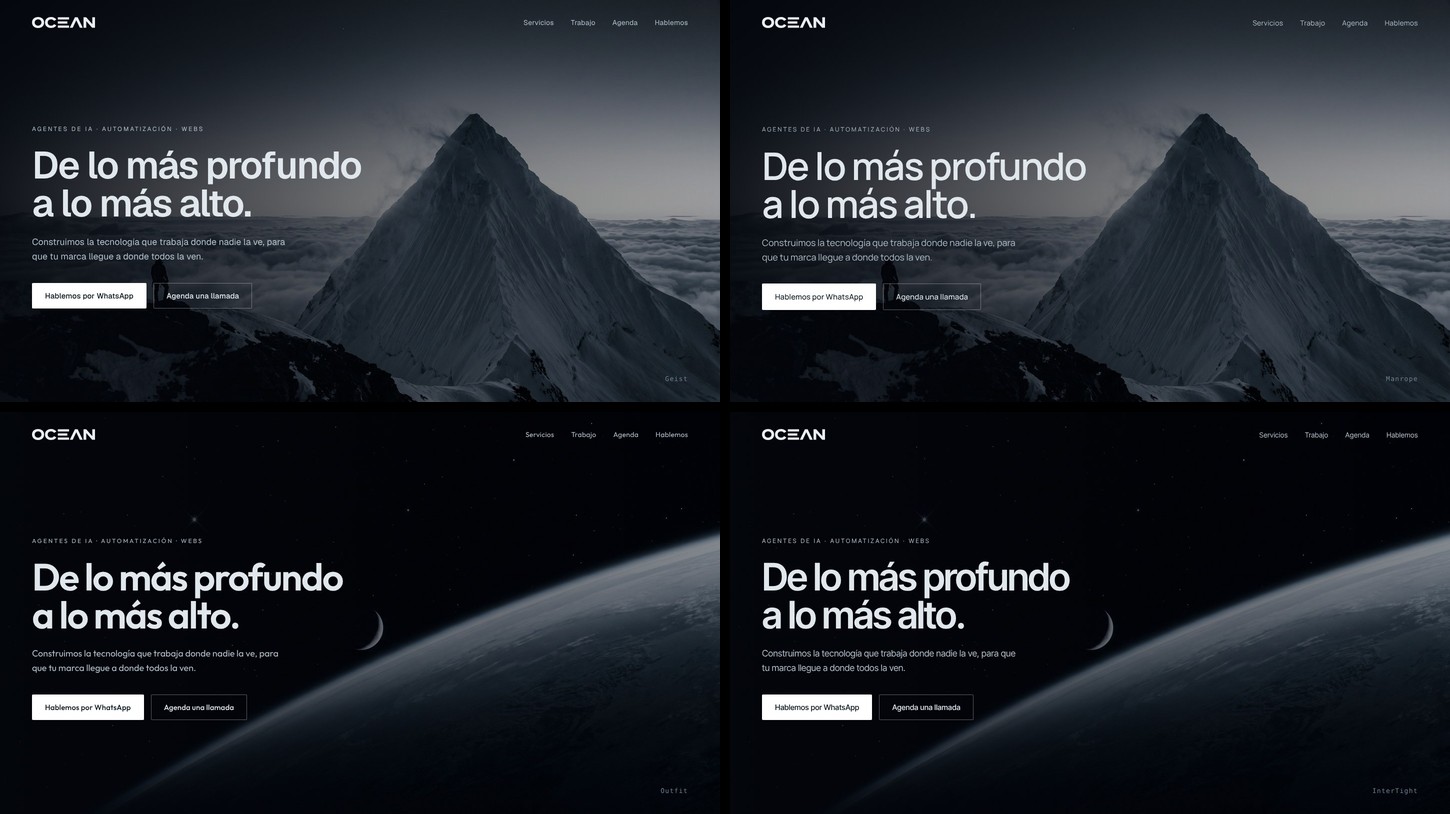 OCEAN
Servicios Trabajo Agenda Hablemos
AGENTES DE IA · AUTOMATIZACIÓN · WEBS
De lo más profundo
a lo más alto.
Construimos la tecnología que trabaja donde nadie la ve, para
que tu marca llegue a donde todos la ven.
Hablemos por WhatsApp
Agenda una llamada
Geist
OCEAN
Servicios Trabajo Agenda Hablemos
AGENTES DE IA · AUTOMATIZACIÓN · WEBS
De lo más profundo
a lo más alto.
Construimos la tecnología que trabaja donde nadie la ve, para
que tu marca llegue a donde todos la ven.
Hablemos por WhatsApp
Agenda una llamada
Manrope
OCEAN
Servicios Trabajo Agenda Hablemos
AGENTES DE IA · AUTOMATIZACIÓN · WEBS
De lo más profundo
a lo más alto.
Construimos la tecnología que trabaja donde nadie la ve, para
que tu marca llegue a donde todos la ven.
Hablemos por WhatsApp
Agenda una llamada
Outfit
OCEAN
Servicios Trabajo Agenda Hablemos
AGENTES DE IA · AUTOMATIZACIÓN · WEBS
De lo más profundo
a lo más alto.
Construimos la tecnología que trabaja donde nadie la ve, para que
tu marca llegue a donde todos la ven.
Hablemos por WhatsApp
Agenda una llamada
InterTight